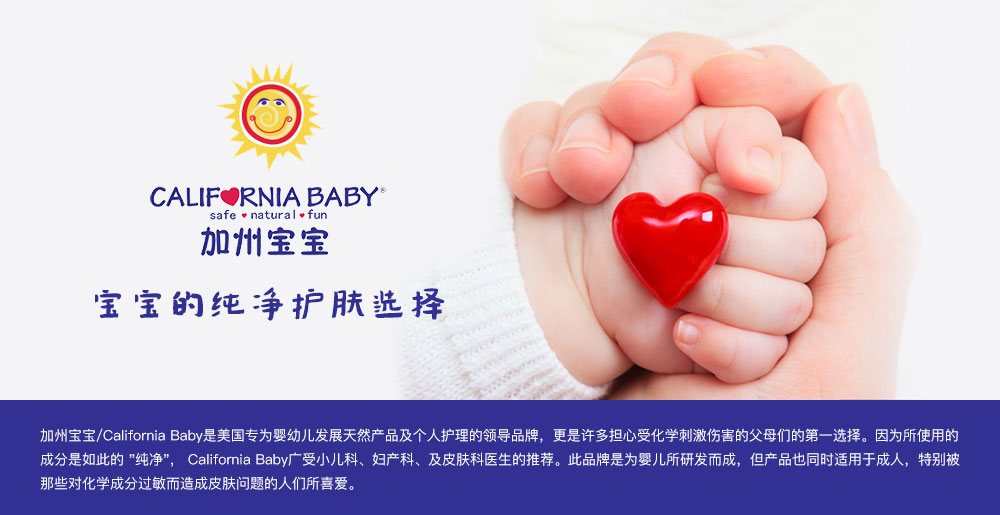 CALIFORNIA BABY®
safe natural fun
加州宝宝
宝宝的纯净护肤选择
加州宝宝/California Baby是美国专为婴幼儿发展天然产品及个人护理的领导品牌，更是许多担心受化学刺激伤害的父母们的第一选择。因为所使用的
成分是如此的 ”纯净”， California Baby广受小儿科、妇产科、及皮肤科医生的推荐。此品牌是为婴儿所研发而成，但产品也同时适用于成人，特别被
那些对化学成分过敏而造成皮肤问题的人们所喜爱。